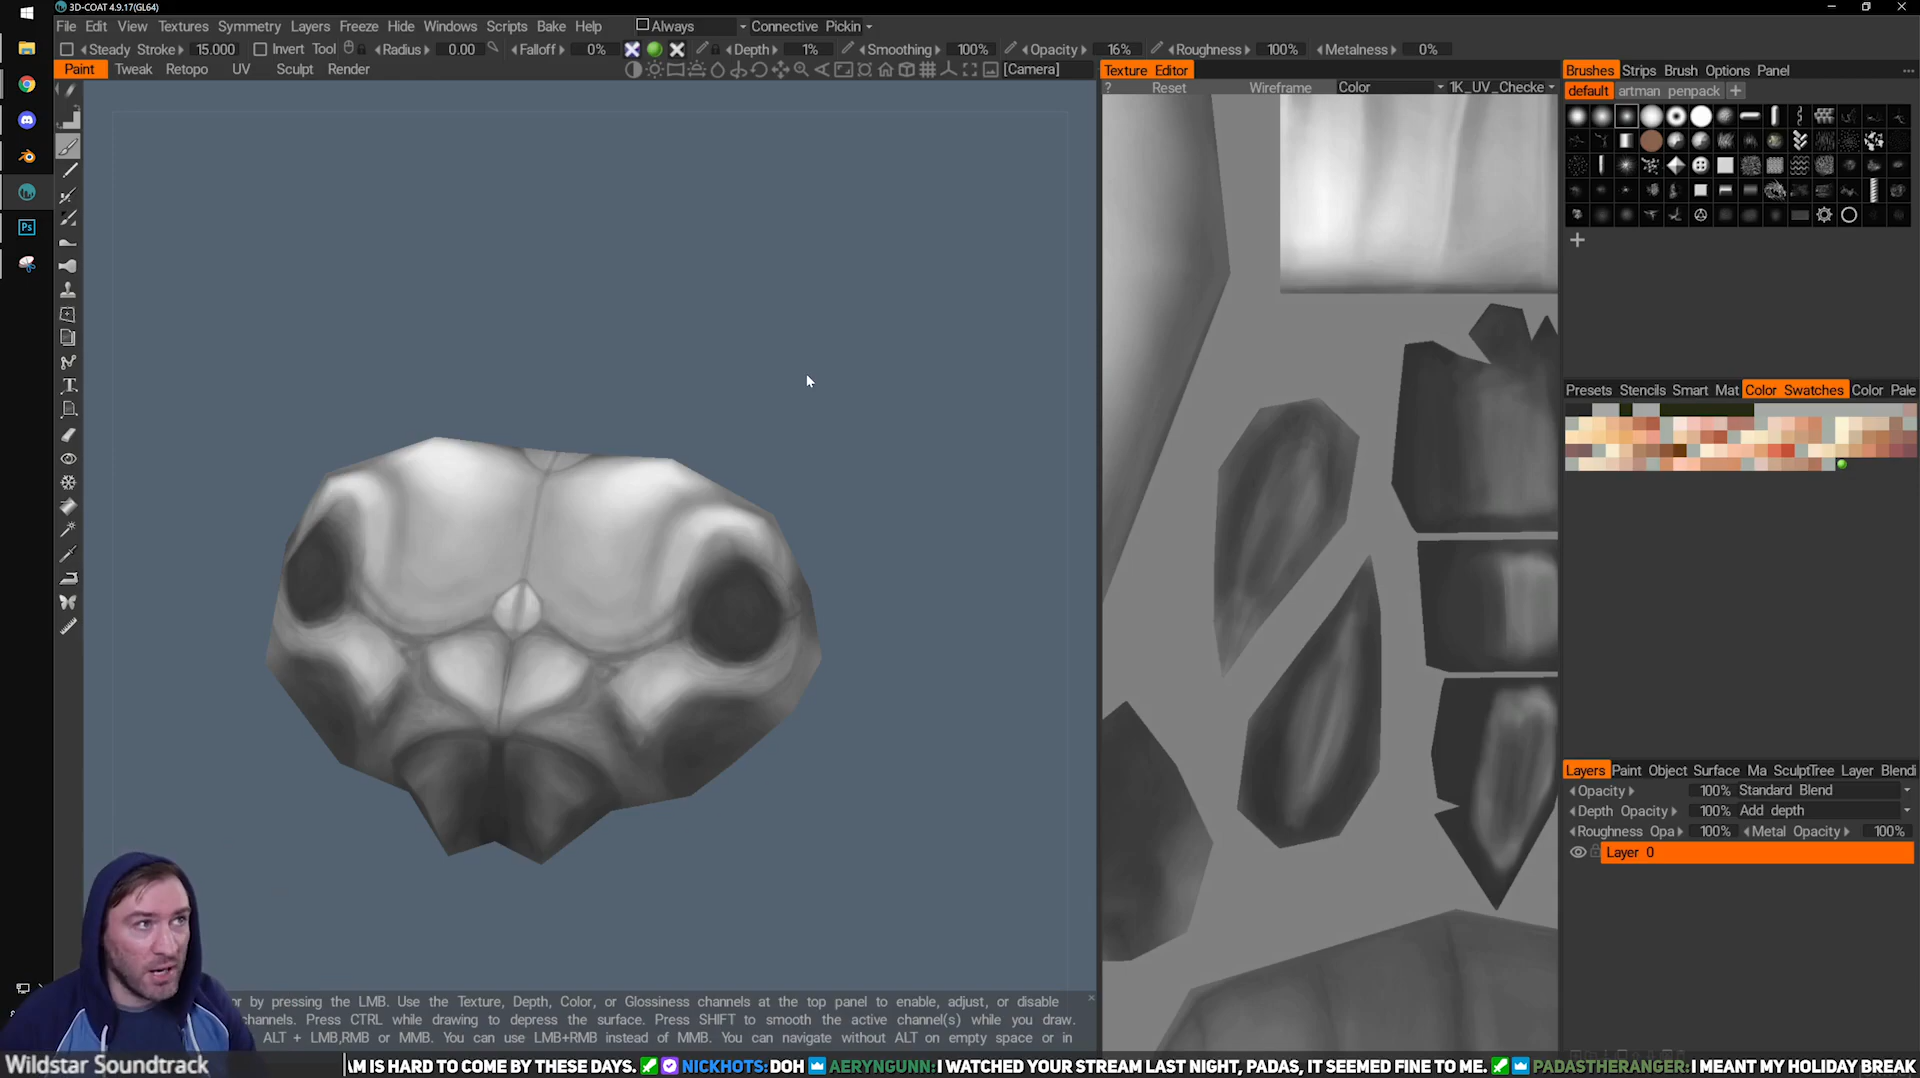 3D-COAT 4.9.17(GL64)
File Edit Textures Symmetry Layers Freeze Hide Windows Scripts Bake Help Always Connective Pickin
Steady Stroke 15.000 Invert Tool Radius 0.00 Falloff 0% Depth 1% Smoothing 100% Opacity 16% Roughness 100% Metalness 0%
Paint Tweak Retopo UV Sculpt Render [Camera] Texture Editor Brushes Strips Brush Options Panel
? Reset Wireframe Color 1K_UV_Checke
default artman penpack
Presets Stencils Smart Mat Color Swatches Color Pale
Layers Paint Object Surface Ma SculptTree Layer Blendi
Opacity 100% Standard Blend
Depth Opacity 100% Add depth
Roughness Opa 100% Metal Opacity 100%
Layer 0
or by pressing the LMB. Use the Texture, Depth, Color, or Glossiness channels at the top panel to enable, adjust, or disable
channels. Press CTRL while drawing to depress the surface. Press SHIFT to smooth the active channel(s) while you draw.
ALT + LMB,RMB or MMB. You can use LMB+RMB instead of MMB. You can navigate without ALT on empty space or in
Ps
Wildstar Soundtrack
AM IS HARD TO COME BY THESE DAYS. NICKHOTS: DOH AERYNGUNN: I WATCHED YOUR STREAM LAST NIGHT, PADAS, IT SEEMED FINE TO ME. PADASTHERANGER: I MEANT MY HOLIDAY BREAK